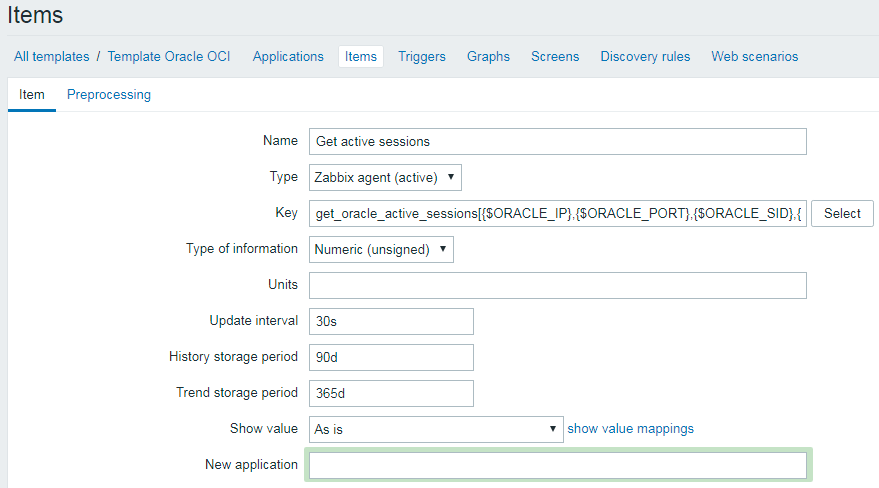 Items
All templates / Template Oracle OCI Applications Items Triggers Graphs Screens Discovery rules Web scenarios
Item Preprocessing
Name Get active sessions
Type Zabbix agent (active)
Key get_oracle_active_sessions[{$ORACLE_IP},{$ORACLE_PORT},{$ORACLE_SID},{ Select
Type of information Numeric (unsigned)
Units
Update interval 30s
History storage period 90d
Trend storage period 365d
Show value As is show value mappings
New application